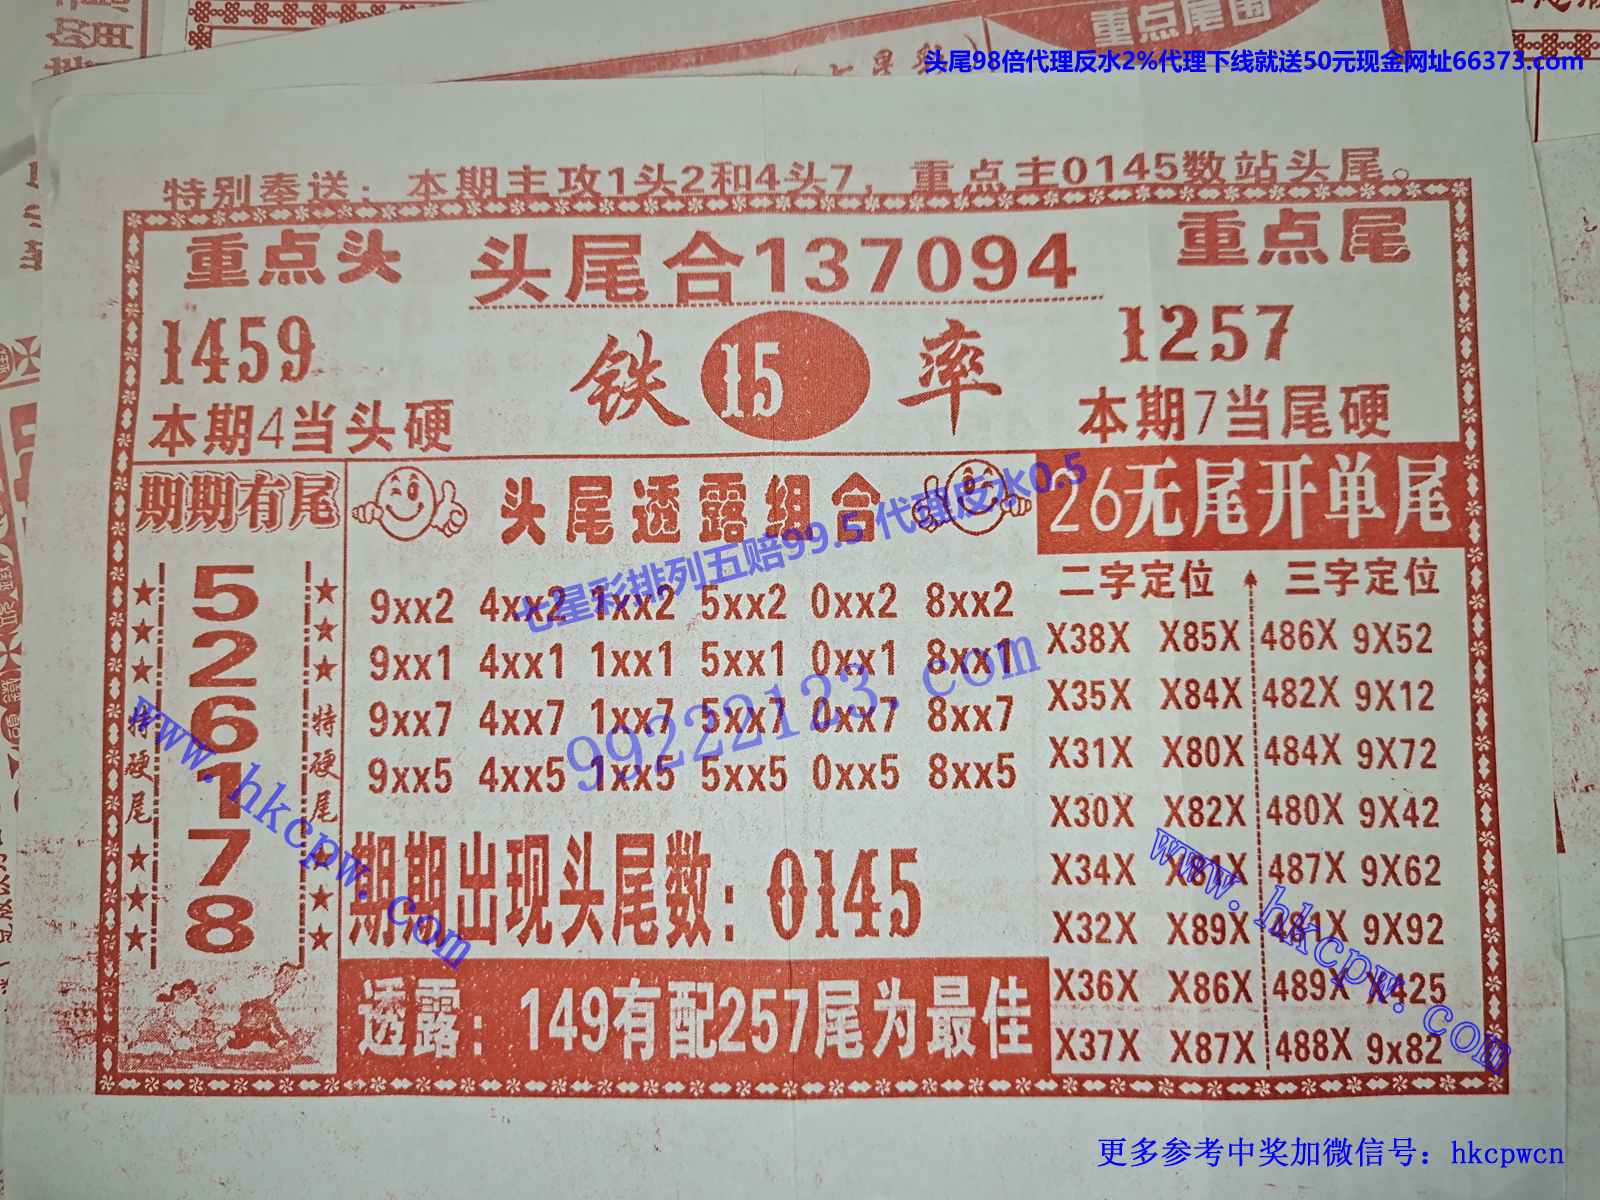 重点尾围
头尾98倍代理反水2%代理下线就送50元现金网址66373.com
特别奉送：本期主攻1头2和4头7，重点主0145数站头尾。
重点头
头尾合137094
重点尾
1459
铁 15 率
1257
本期4当头硬
本期7当尾硬
期期有尾
头尾透露组合
26无尾开单尾
七星彩排列五赔99.5代理反水0.5
二字定位 三字定位
5
2
6
1
7
8
特硬尾
特硬尾
9xx2 4xx2 1xx2 5xx2 0xx2 8xx2
9xx1 4xx1 1xx1 5xx1 0xx1 8xx1
9xx7 4xx7 1xx7 5xx7 0xx7 8xx7
9xx5 4xx5 1xx5 5xx5 0xx5 8xx5
99222123.com
X38X X85X 486X 9X52
X35X X84X 482X 9X12
X31X X80X 484X 9X72
X30X X82X 480X 9X42
X34X X81X 487X 9X62
X32X X89X 481X 9X92
X36X X86X 489X X425
X37X X87X 488X 9x82
期期出现头尾数：0145
透露：149有配257尾为最佳
www.hkcpw.com
www.hkcpw.com
更多参考中奖加微信号：hkcpwcn